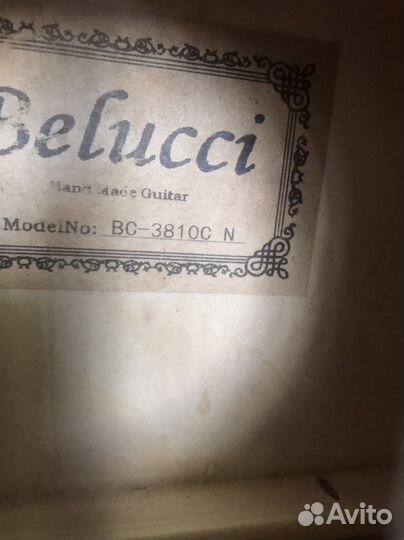 Belucci
Hand Made Guitar
ModelNo: BC-3810C N
Avito